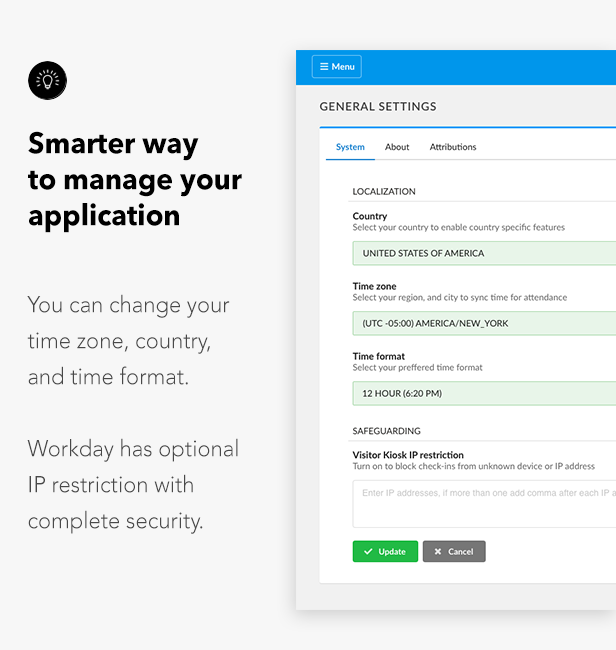 Smarter way
to manage your
application
You can change your
time zone, country,
and time format.
Workday has optional
IP restriction with
complete security.
Menu
GENERAL SETTINGS
System About Attributions
LOCALIZATION
Country
Select your country to enable country specific features
UNITED STATES OF AMERICA
Time zone
Select your region, and city to sync time for attendance
(UTC -05:00) AMERICA/NEW_YORK
Time format
Select your preffered time format
12 HOUR (6:20 PM)
SAFEGUARDING
Visitor Kiosk IP restriction
Turn on to block check-ins from unknown device or IP address
Enter IP addresses, if more than one add comma after each IP a
Update Cancel